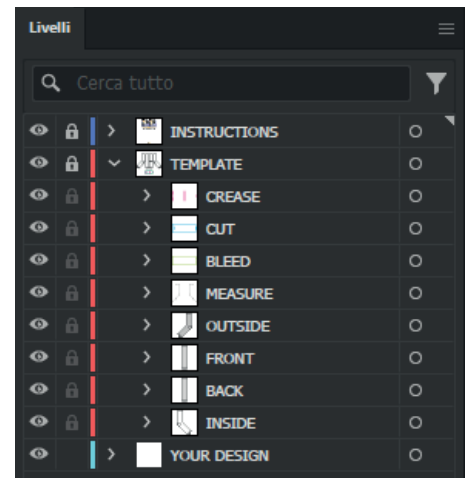 Livelli
Cerca tutto
INSTRUCTIONS
TEMPLATE
CREASE
CUT
BLEED
MEASURE
OUTSIDE
FRONT
BACK
INSIDE
YOUR DESIGN